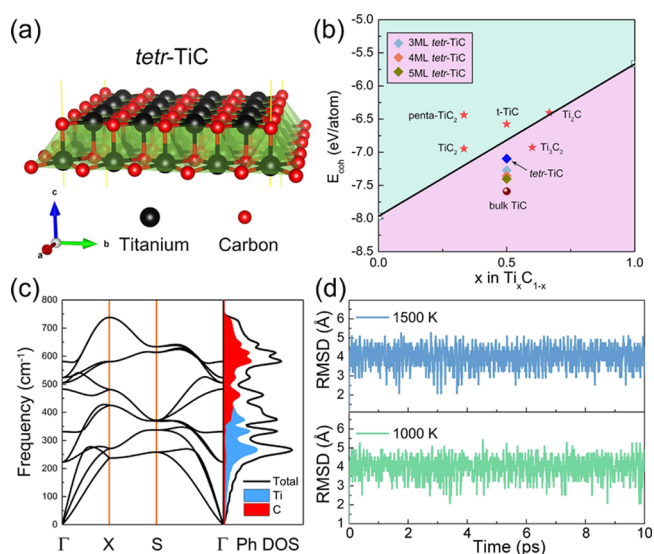 (a)
tetr-TiC
c
b
a
Titanium
Carbon
(b)
-5.0
-5.5
-6.0
-6.5
-7.0
-7.5
-8.0
-8.5
E_coh (eV/atom)
3ML tetr-TiC
4ML tetr-TiC
5ML tetr-TiC
penta-TiC₂
t-TiC
Ti₂C
TiC₂
Ti₃C₂
tetr-TiC
bulk TiC
0.0 0.5 1.0
x in TiₓC₁₋ₓ
(c)
800
700
600
500
400
300
200
100
0
Frequency (cm⁻¹)
Total
Ti
C
Γ X S Γ Ph DOS
(d)
RMSD (Å)
6
5
4
3
2
1
1500 K
RMSD (Å)
6
5
4
3
2
1
1000 K
0 2 4 6 8 10
Time (ps)